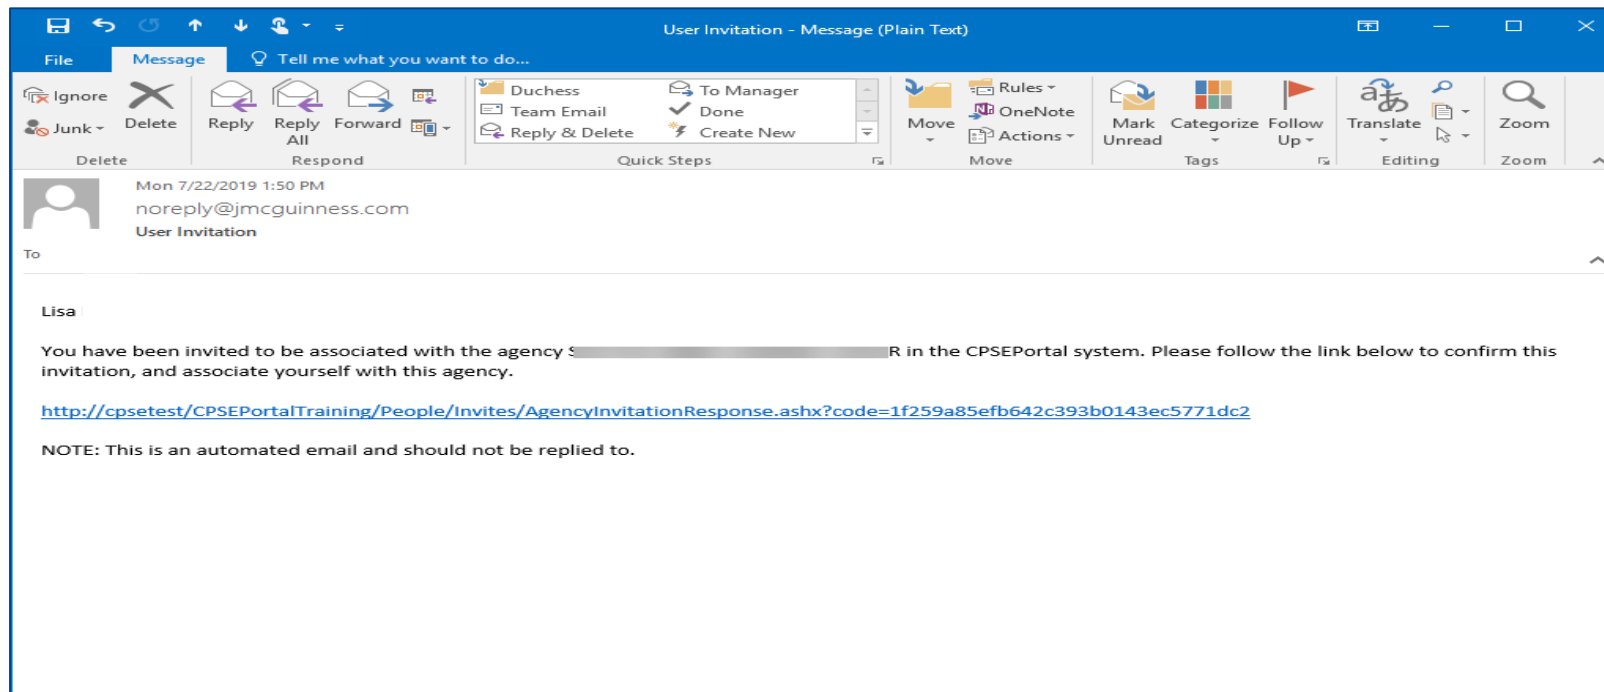 User Invitation - Message (Plain Text)
File Message Tell me what you want to do...
Ignore
Junk
Delete
Reply
Reply All
Forward
Duchess
Team Email
Reply & Delete
To Manager
Done
Create New
Move
Rules
OneNote
Actions
Mark Unread
Categorize
Follow Up
Translate
Zoom
Delete Respond Quick Steps Move Tags Editing Zoom
Mon 7/22/2019 1:50 PM
noreply@jmcguinness.com
User Invitation
To
Lisa
You have been invited to be associated with the agency R in the CPSEPortal system. Please follow the link below to confirm this
invitation, and associate yourself with this agency.
http://cpsetest/CPSEPortalTraining/People/Invites/AgencyInvitationResponse.ashx?code=1f259a85efb642c393b0143ec5771dc2
NOTE: This is an automated email and should not be replied to.